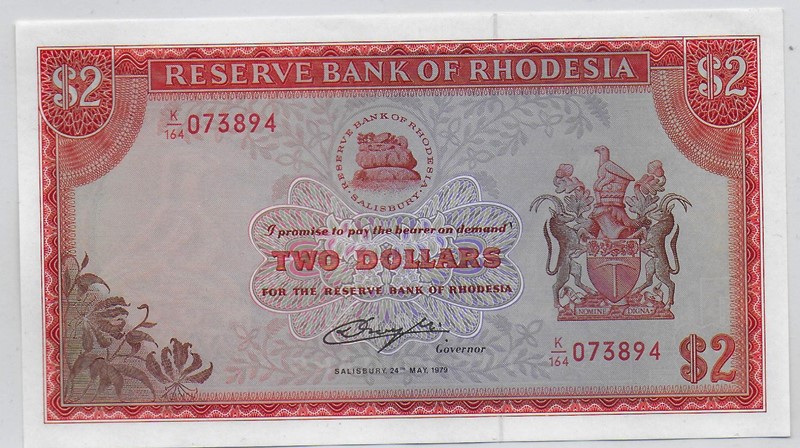 $2
RESERVE BANK OF RHODESIA
$2
K/164 073894
RESERVE BANK OF RHODESIA
SALISBURY.
I promise to pay the bearer on demand
TWO DOLLARS
FOR THE RESERVE BANK OF RHODESIA
Governor
SALISBURY, 24TH MAY, 1979
NOMINE DIGNA
K/164 073894
$2